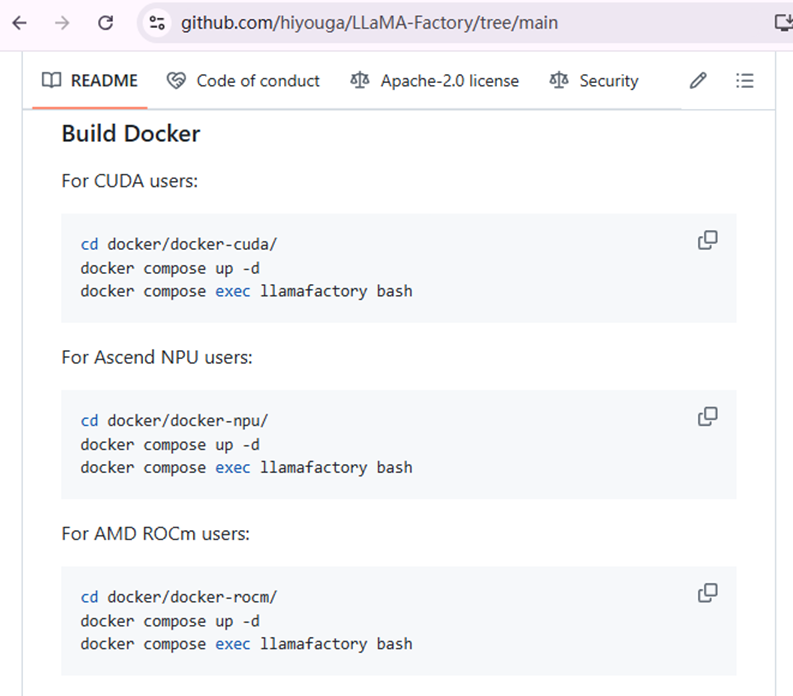 github.com/hiyouga/LLaMA-Factory/tree/main
README Code of conduct Apache-2.0 license Security
Build Docker
For CUDA users:
cd docker/docker-cuda/
docker compose up -d
docker compose exec llamafactory bash
For Ascend NPU users:
cd docker/docker-npu/
docker compose up -d
docker compose exec llamafactory bash
For AMD ROCm users:
cd docker/docker-rocm/
docker compose up -d
docker compose exec llamafactory bash